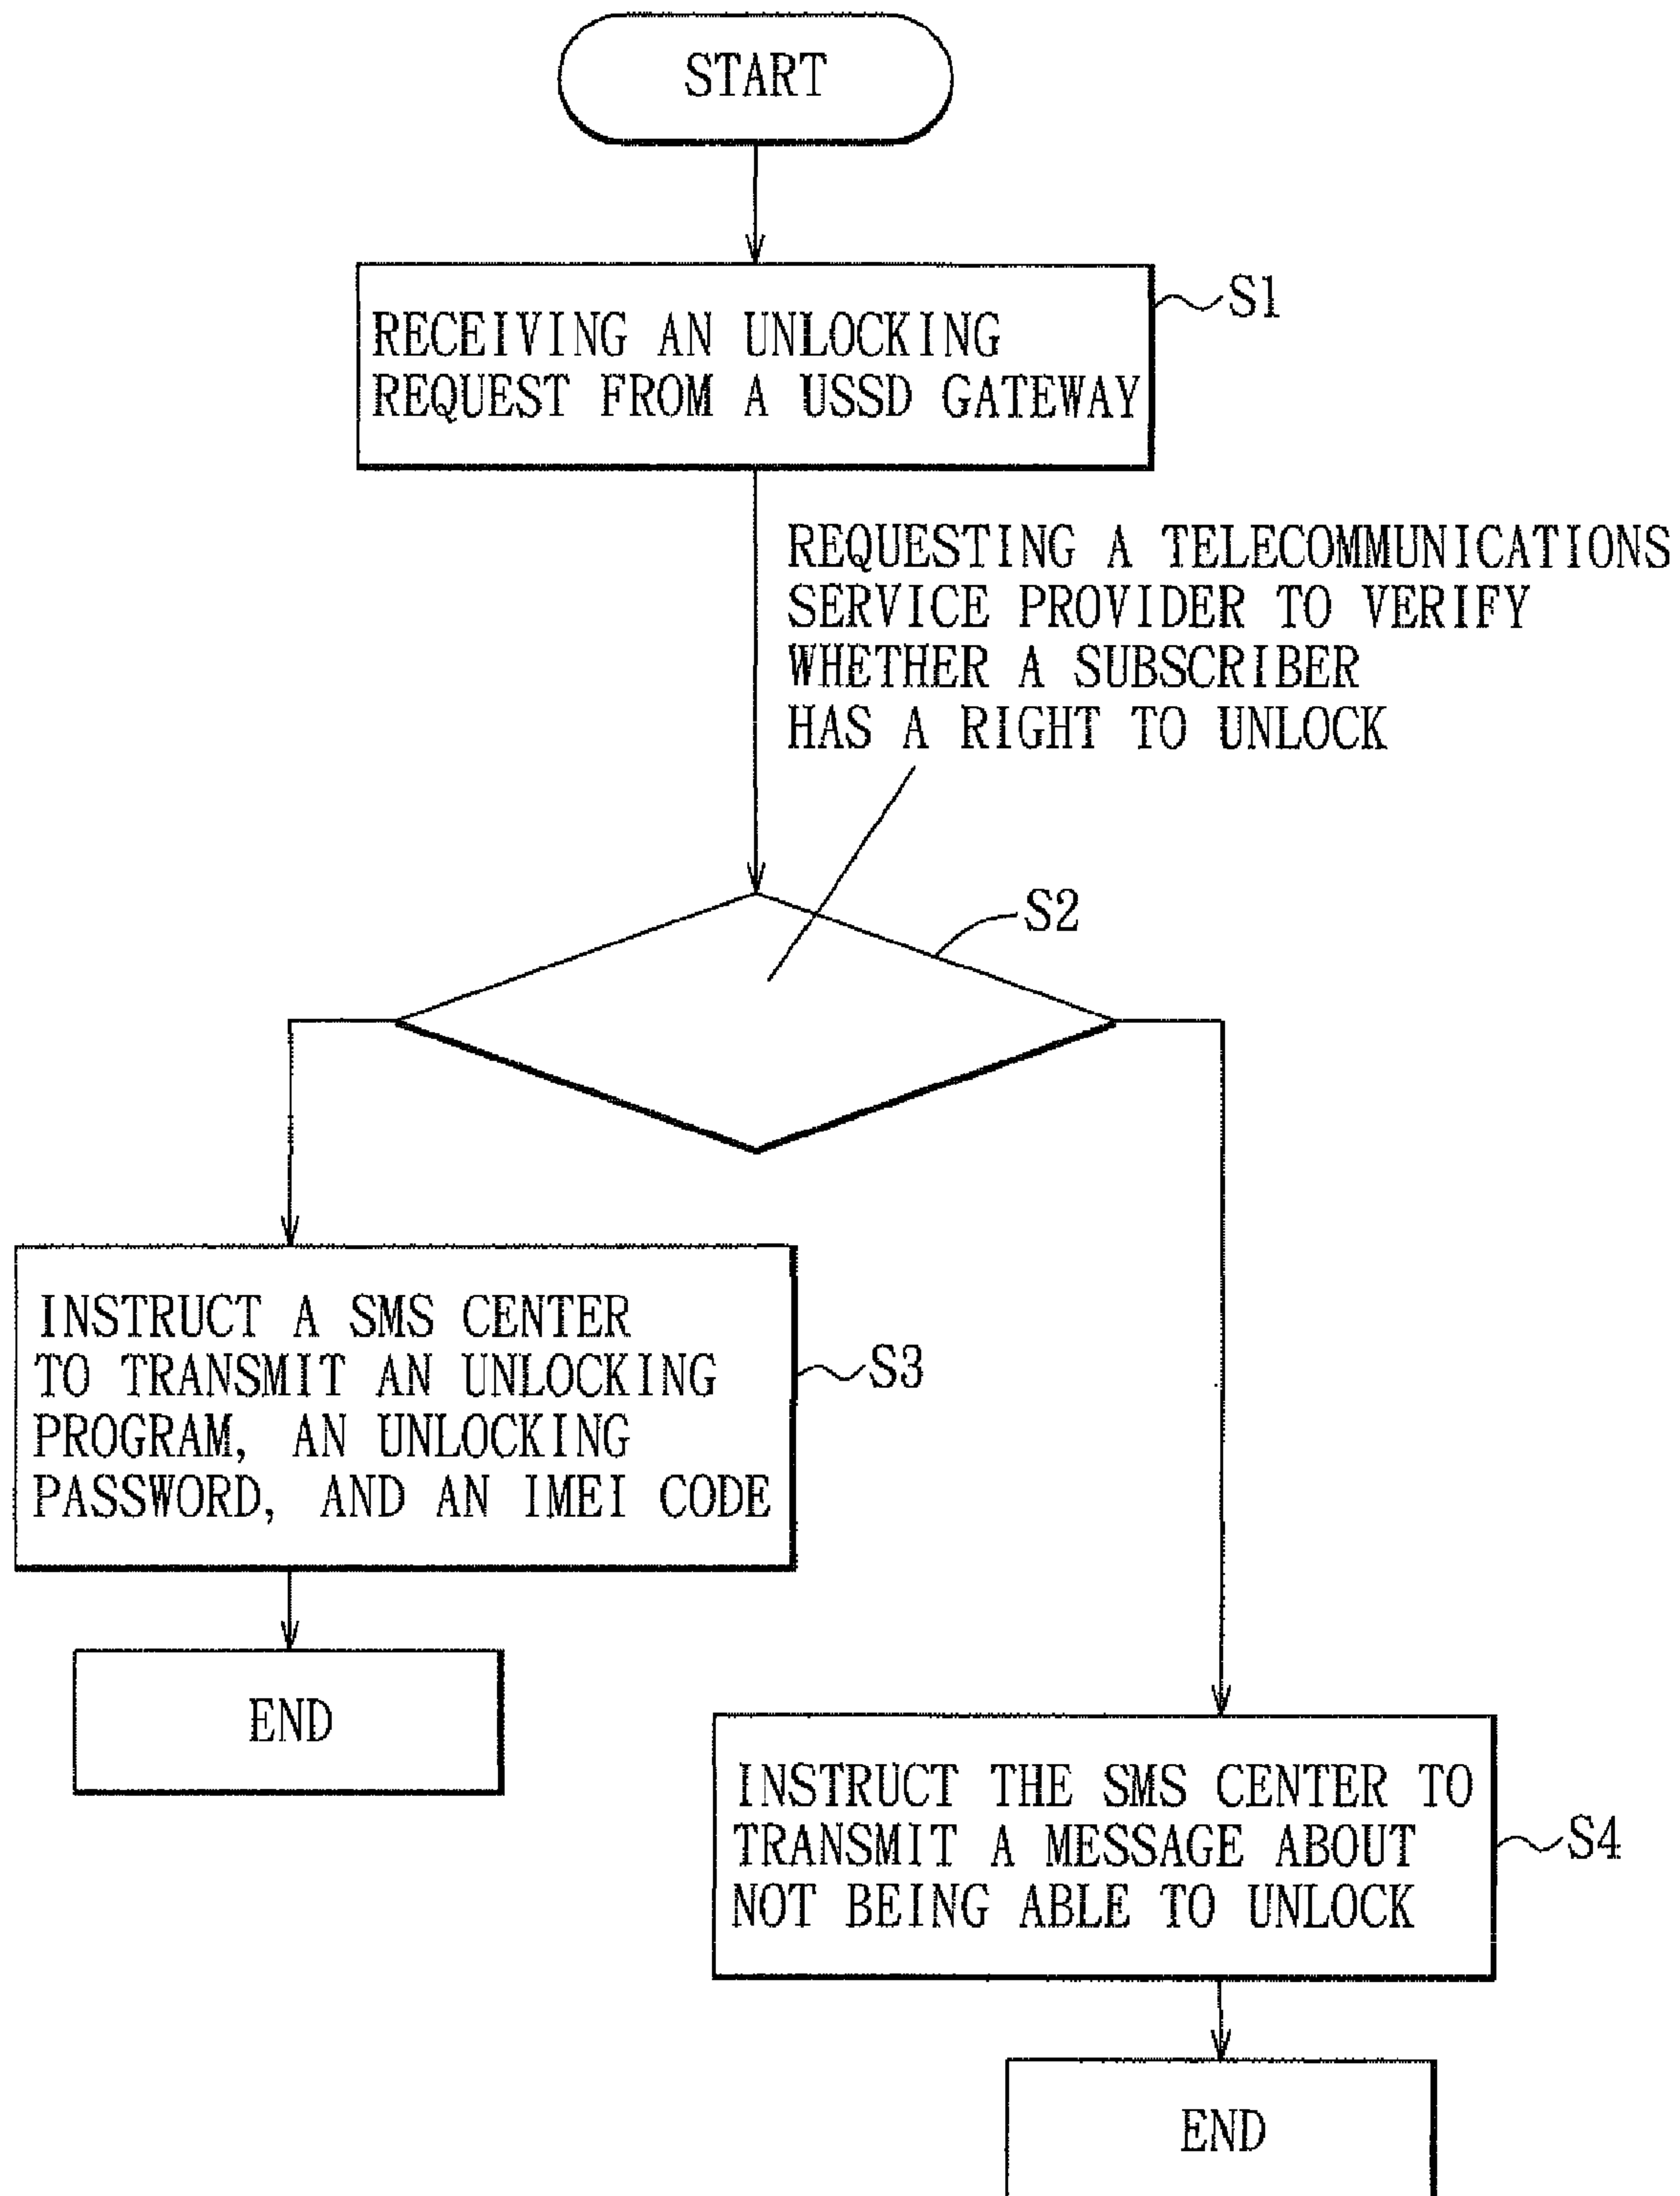 START
RECEIVING AN UNLOCKING
REQUEST FROM A USSD GATEWAY
S1
REQUESTING A TELECOMMUNICATIONS
SERVICE PROVIDER TO VERIFY
WHETHER A SUBSCRIBER
HAS A RIGHT TO UNLOCK
S2
INSTRUCT A SMS CENTER
TO TRANSMIT AN UNLOCKING
PROGRAM, AN UNLOCKING
PASSWORD, AND AN IMEI CODE
S3
END
INSTRUCT THE SMS CENTER TO
TRANSMIT A MESSAGE ABOUT
NOT BEING ABLE TO UNLOCK
S4
END